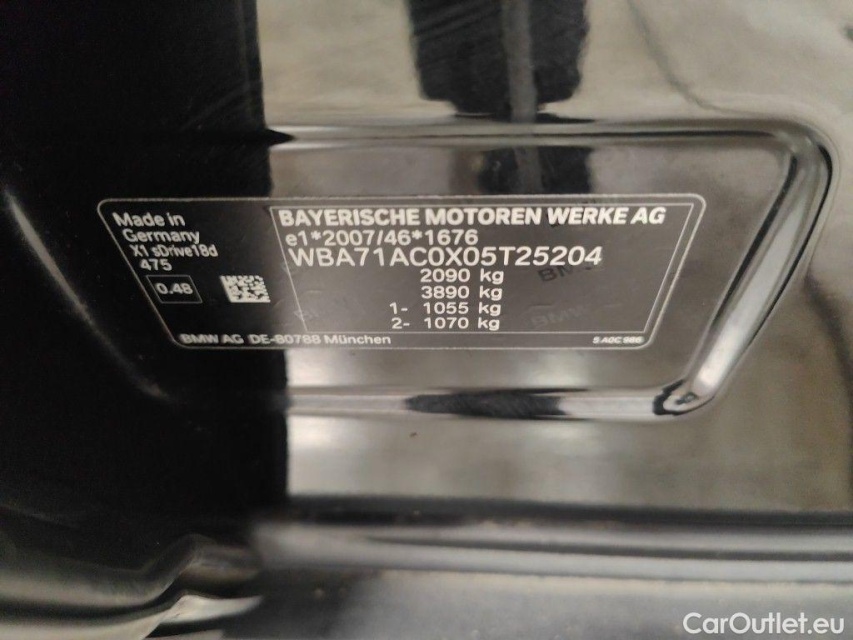 Made in
Germany
X1 sDrive18d
475
0.48
BAYERISCHE MOTOREN WERKE AG
e1*2007/46*1676
WBA71AC0X05T25204
2090 kg
3890 kg
1- 1055 kg
2- 1070 kg
BMW AG DE-80788 München
CarOutlet.eu